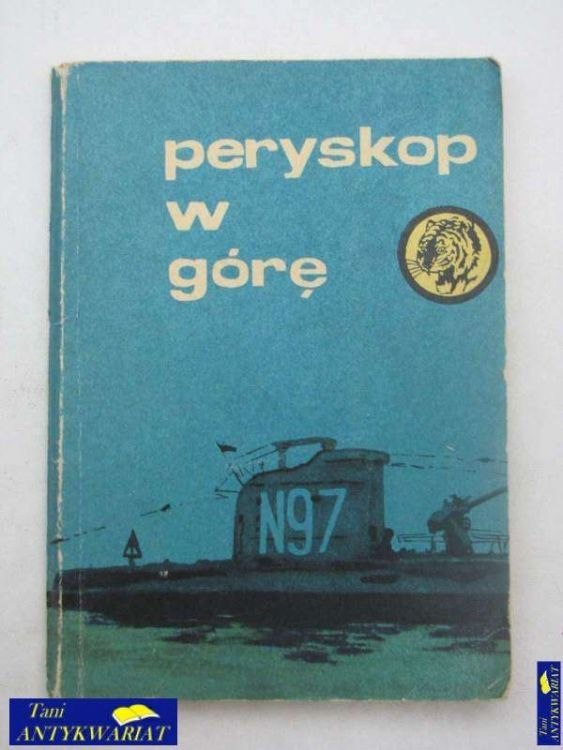 peryskop
w
górę
N97
Tani
ANTYKWARIAT
Tani
ANTYKWARIAT